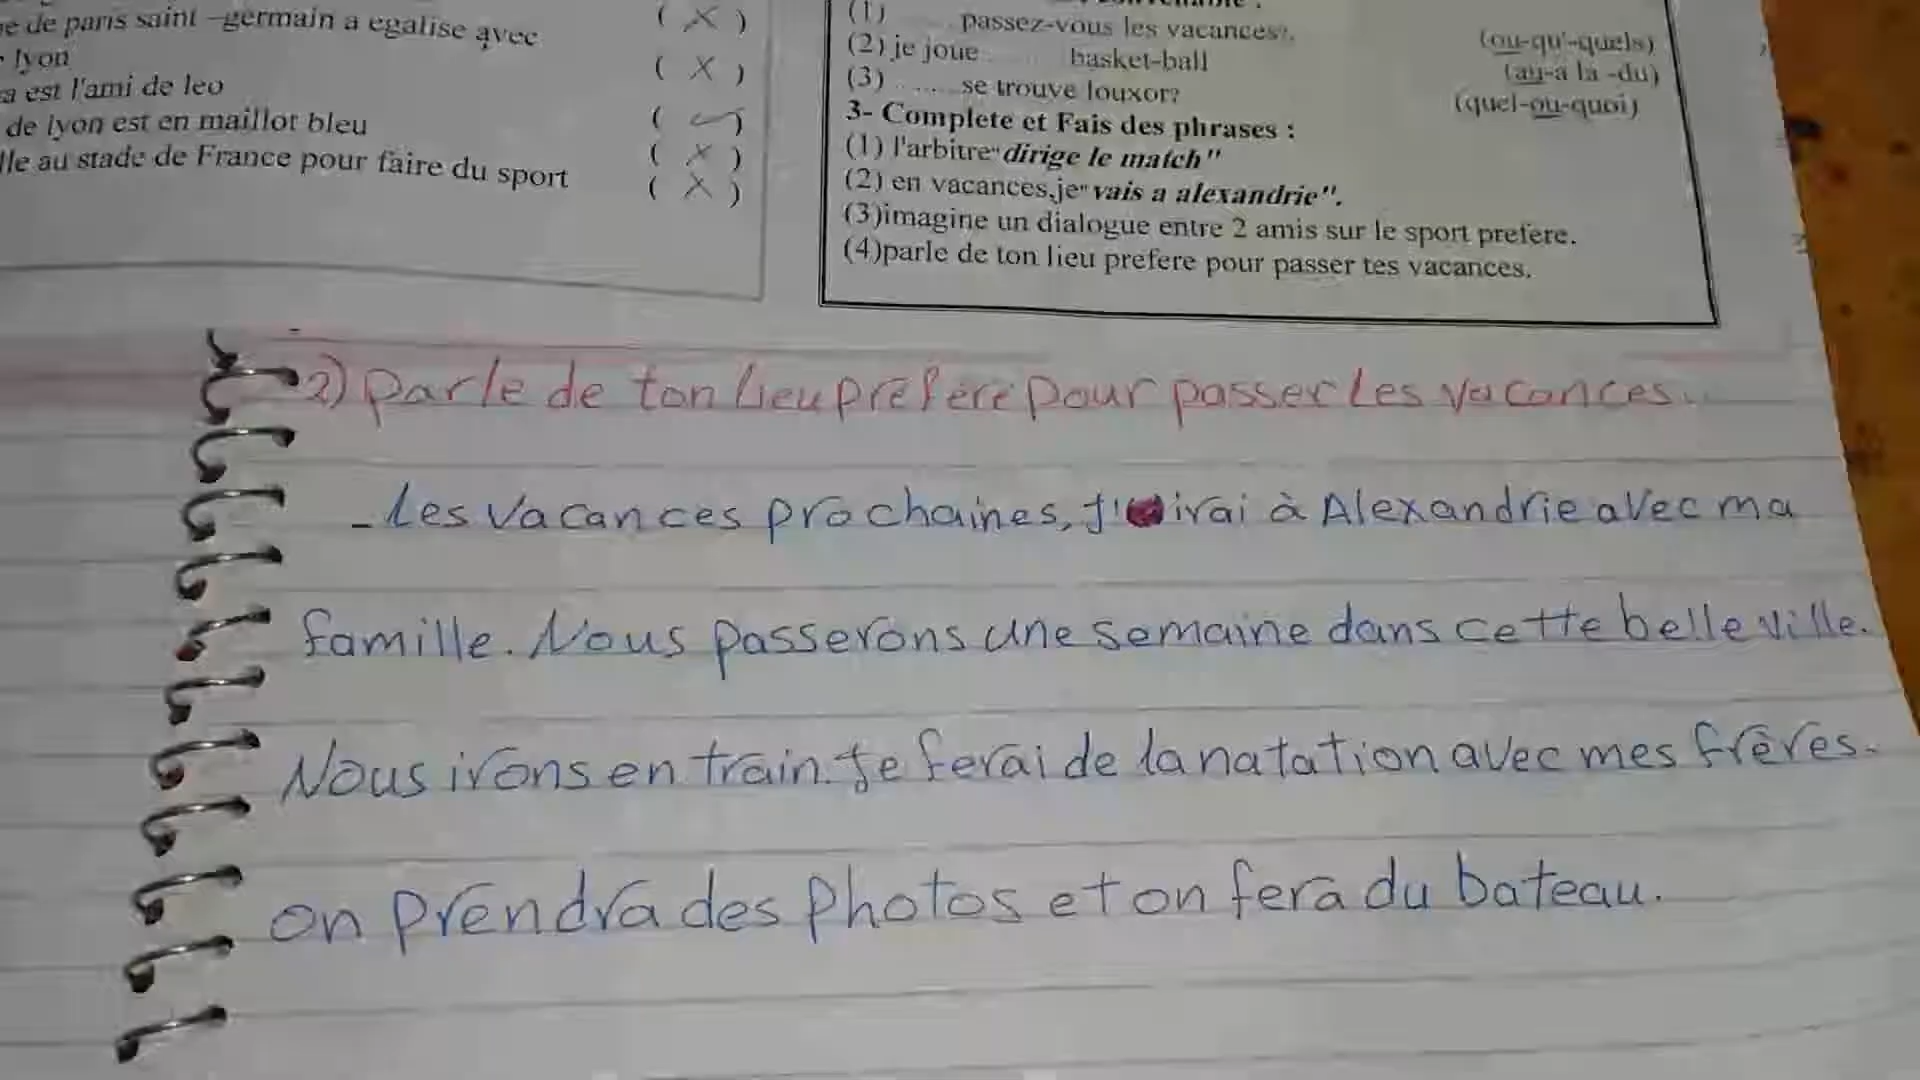 de paris saint-germain a egalise avec ( X )
lyon
est l'ami de leo ( X )
de lyon est en maillot bleu ( ✓ )
au stade de France pour faire du sport ( X )
( X )
(1) ...... passez-vous les vacances?. (ou-qu'-quels)
(2) je joue ...... basket-ball (au-a la -du)
(3) ...... se trouve louxor? (quel-ou-quoi)
3- Complete et Fais des phrases :
(1) l'arbitre"dirige le match"
(2) en vacances,je"vais a alexandrie".
(3)imagine un dialogue entre 2 amis sur le sport prefere.
(4)parle de ton lieu prefere pour passer tes vacances.
2) parle de ton lieu préféré pour passer les vacances..
- Les vacances prochaines, j'irai à Alexandrie avec ma
famille. Nous passerons une semaine dans cette belle ville.
Nous irons en train. Je ferai de la natation avec mes frêres.
on prendra des photos et on fera du bateau.